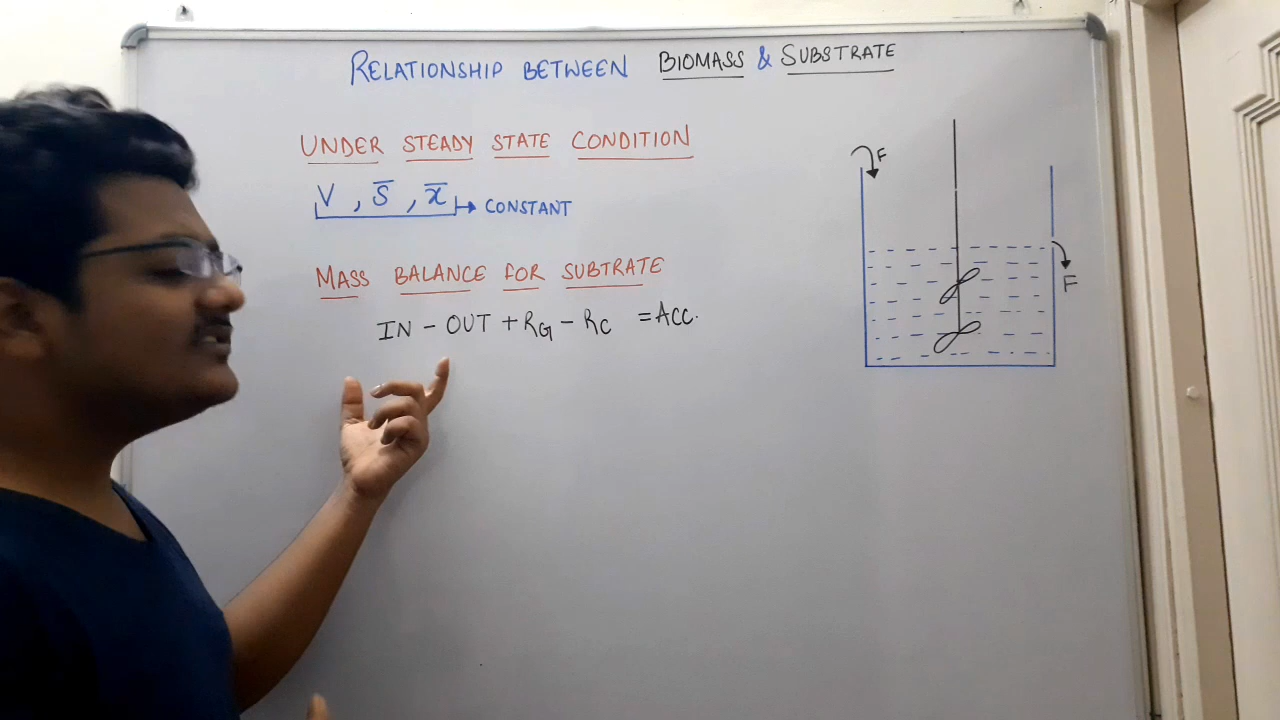 RELATIONSHIP BETWEEN BIOMASS & SUBSTRATE
UNDER STEADY STATE CONDITION
V , S̅ , x̅ → CONSTANT
MASS BALANCE FOR SUBTRATE
IN - OUT + RG - RC = ACC.
F
F